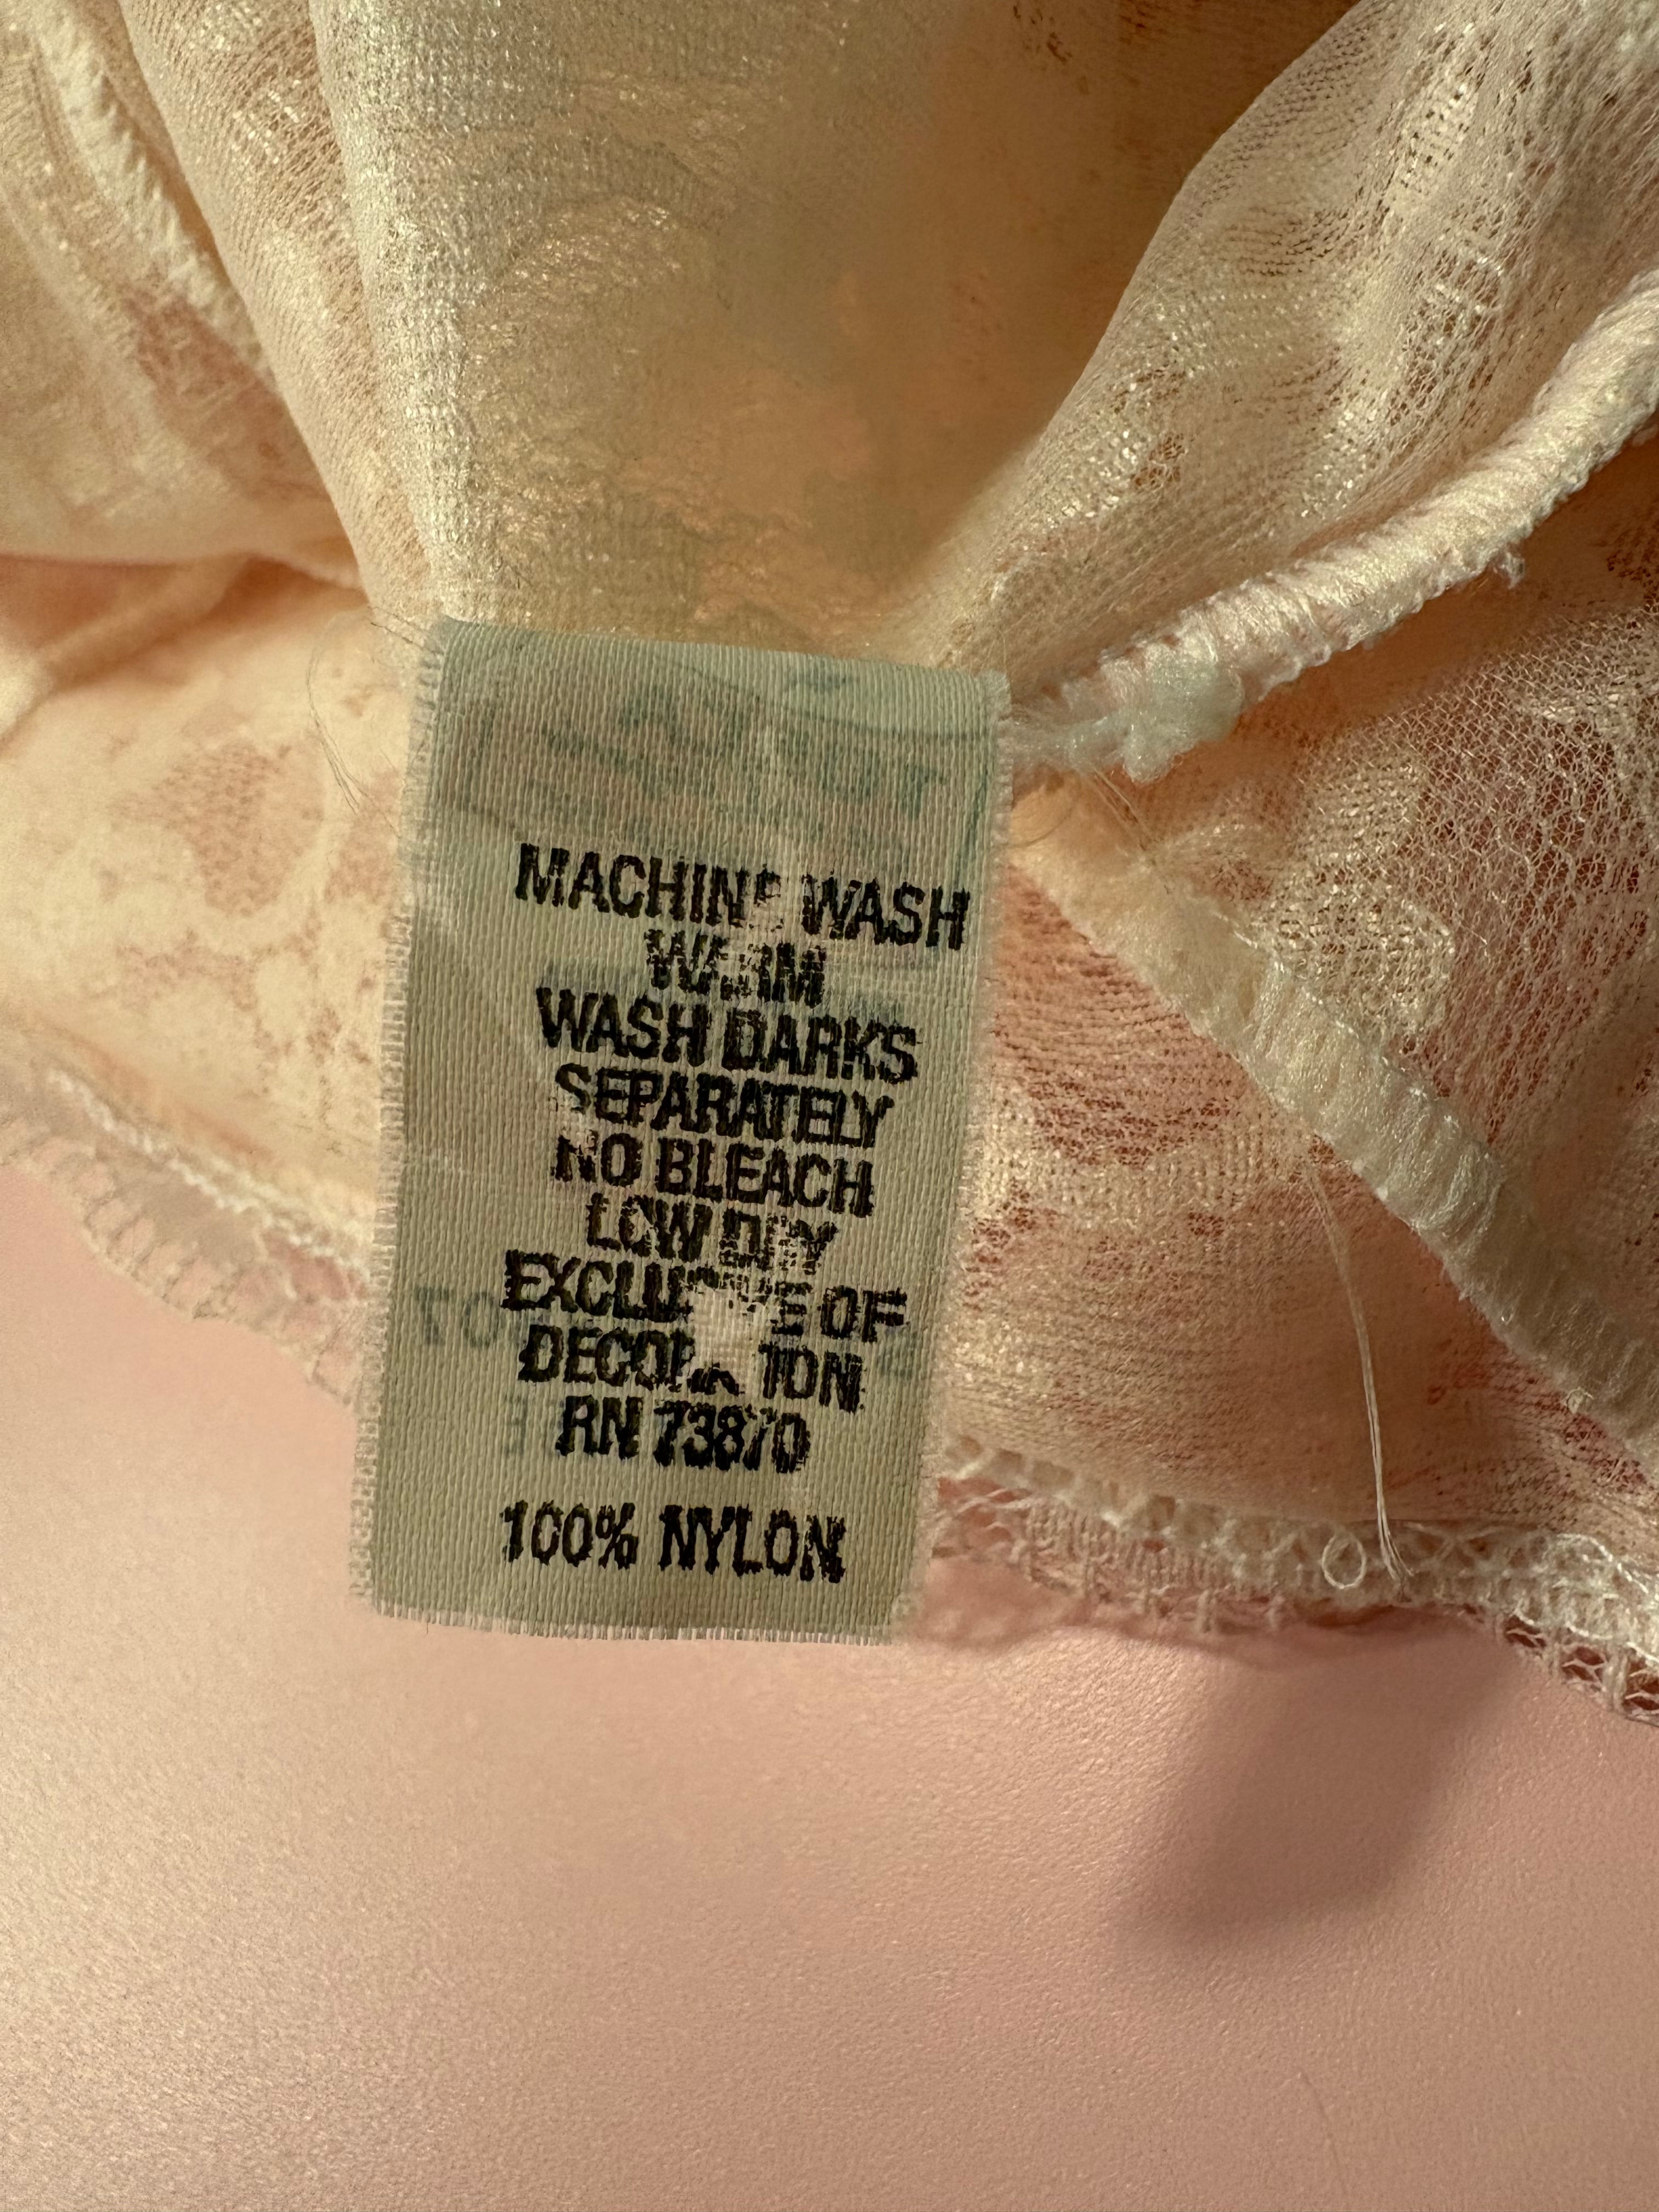 MACHINE WASH
WARM
WASH DARKS
SEPARATELY
NO BLEACH
LOW DRY
EXCLUSIVE OF
DECORATION
RN 73870
100% NYLON